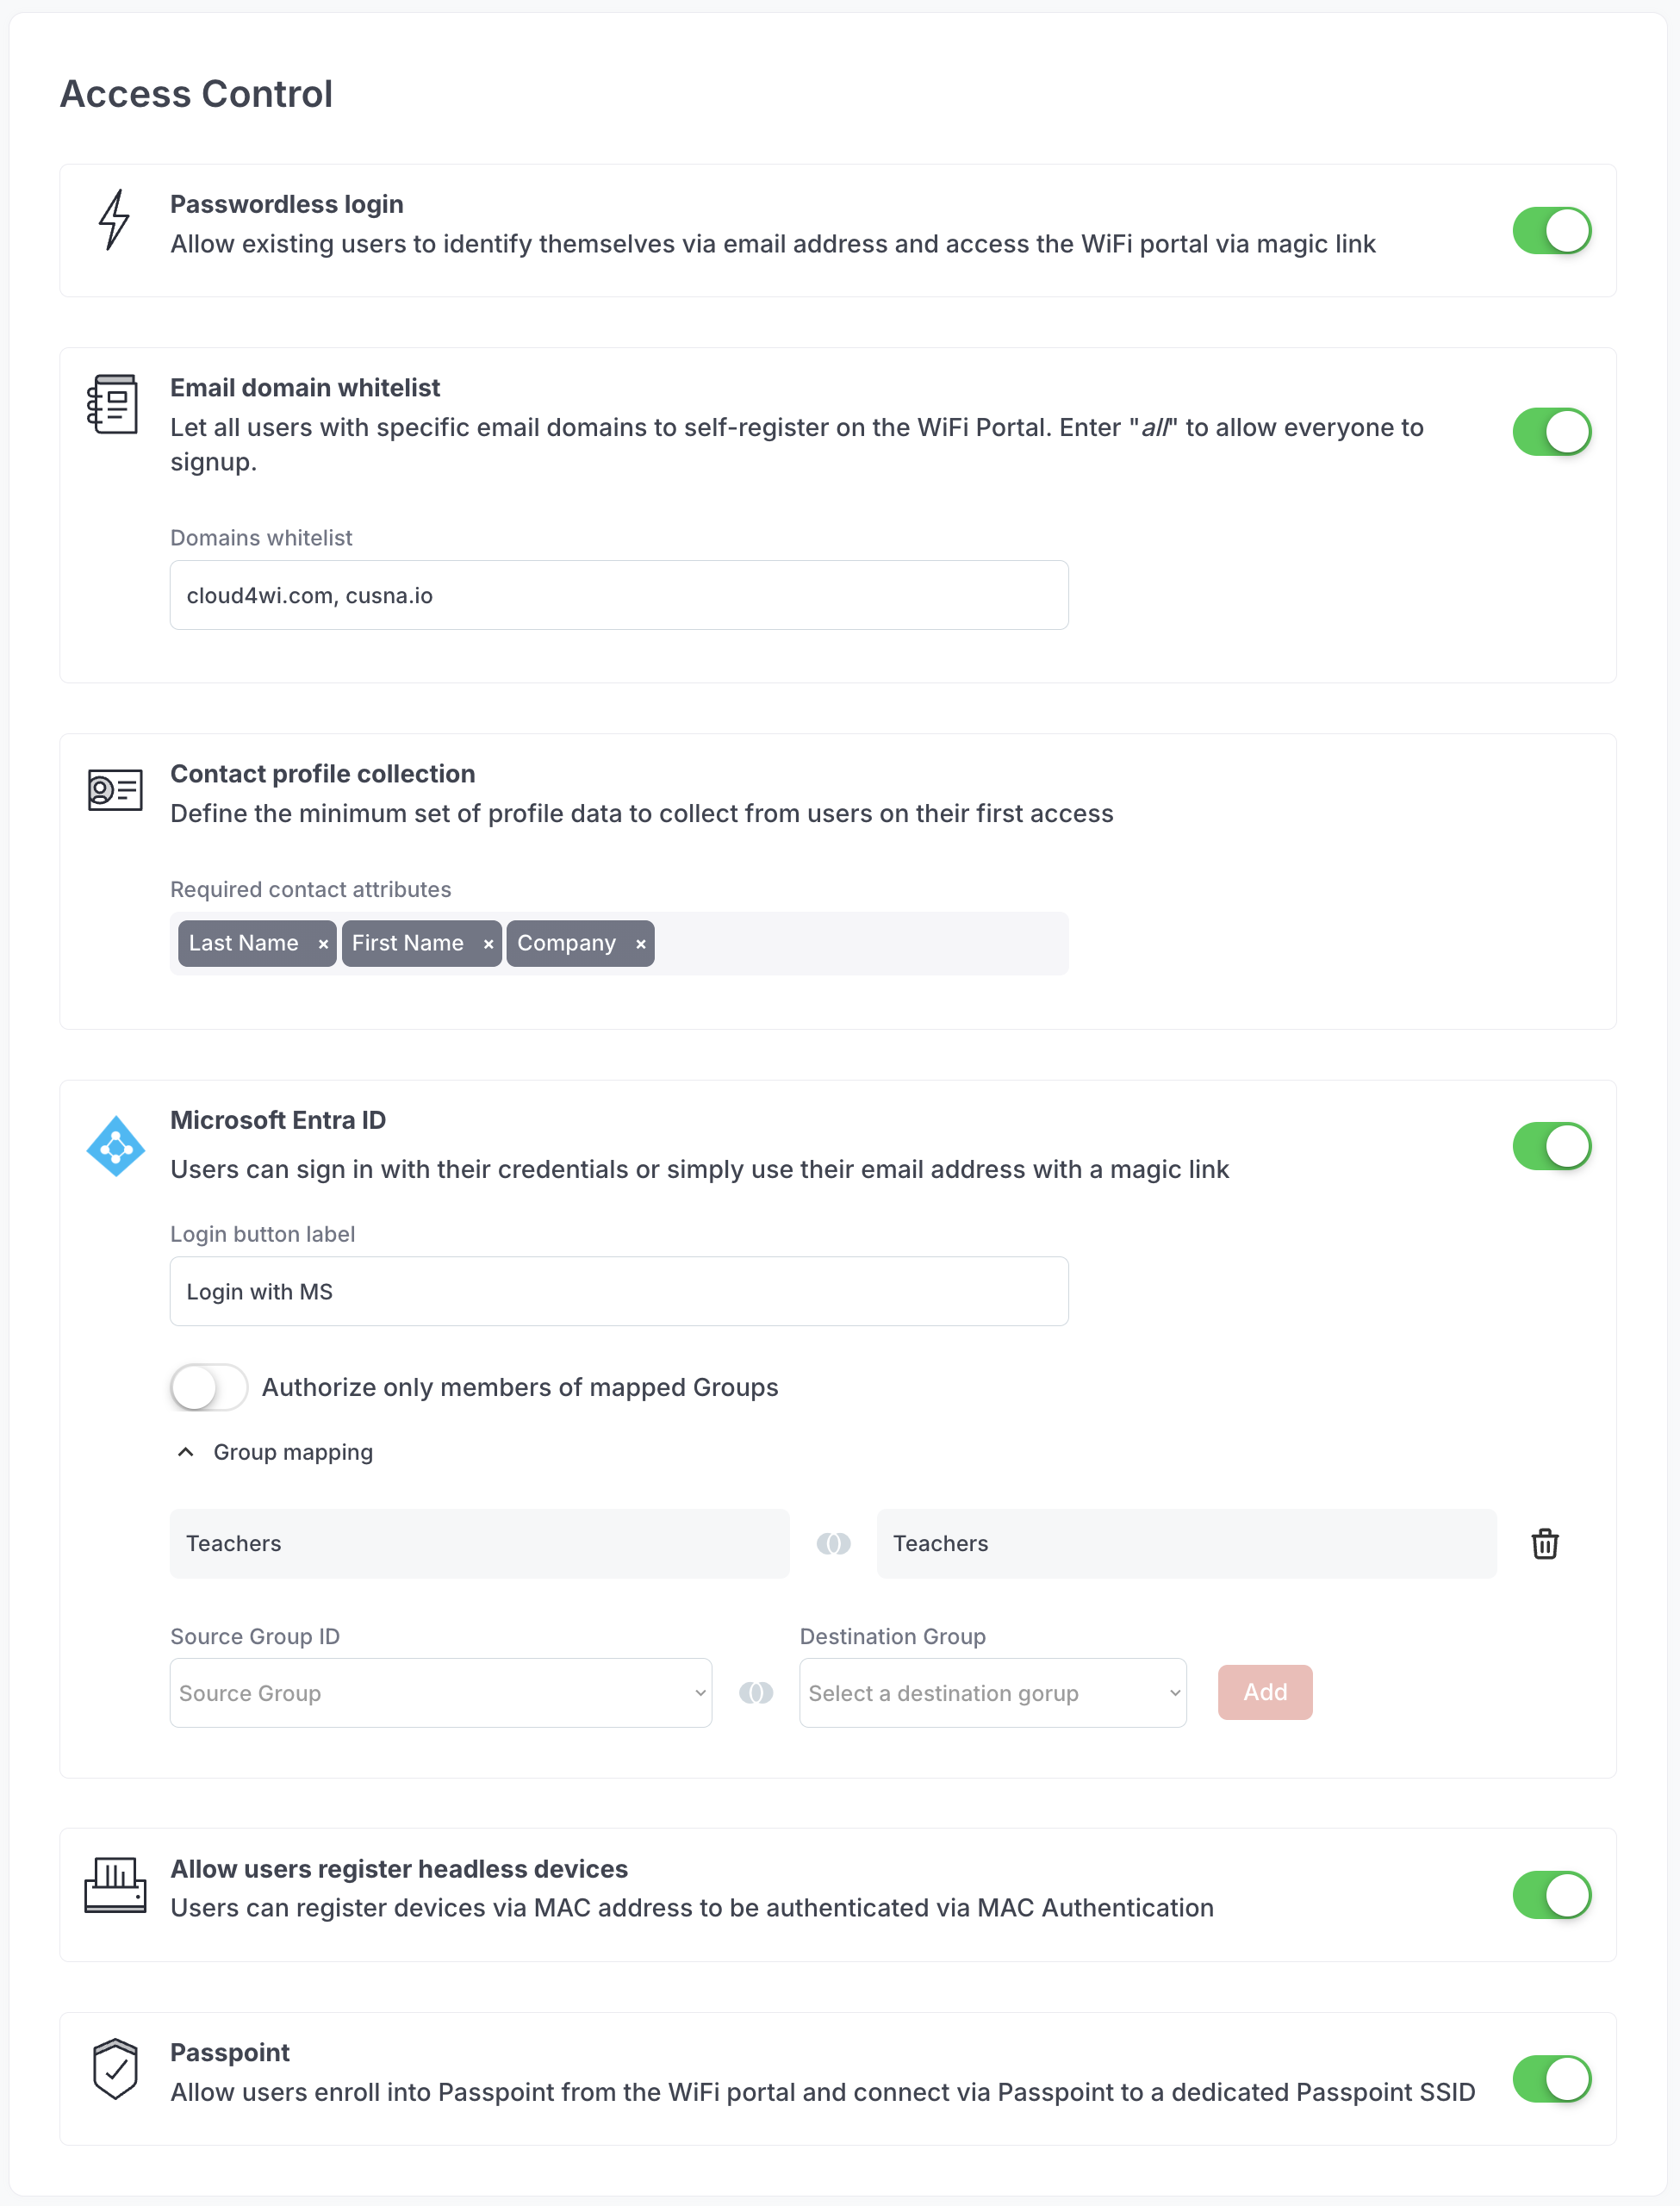 Access Control
Passwordless login
Allow existing users to identify themselves via email address and access the WiFi portal via magic link
Email domain whitelist
Let all users with specific email domains to self-register on the WiFi Portal. Enter "all" to allow everyone to
signup.
Domains whitelist
cloud4wi.com, cusna.io
Contact profile collection
Define the minimum set of profile data to collect from users on their first access
Required contact attributes
Last Name × First Name × Company ×
Microsoft Entra ID
Users can sign in with their credentials or simply use their email address with a magic link
Login button label
Login with MS
Authorize only members of mapped Groups
Group mapping
Teachers Teachers
Source Group ID Destination Group
Source Group Select a destination gorup Add
Allow users register headless devices
Users can register devices via MAC address to be authenticated via MAC Authentication
Passpoint
Allow users enroll into Passpoint from the WiFi portal and connect via Passpoint to a dedicated Passpoint SSID